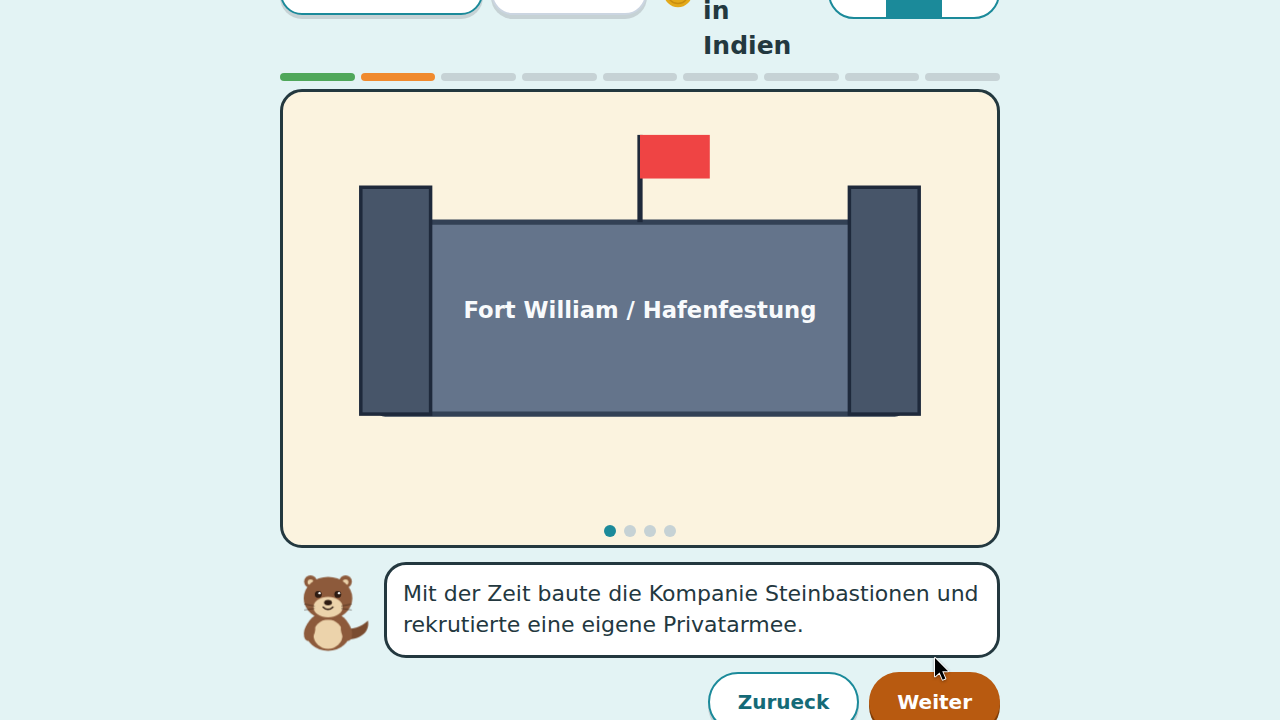 in
Indien
Fort William / Hafenfestung
Mit der Zeit baute die Kompanie Steinbastionen und
rekrutierte eine eigene Privatarmee.
Zurueck
Weiter